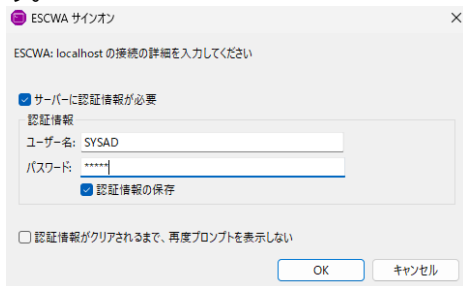 ESCWA サインオン
ESCWA: localhost の接続の詳細を入力してください
サーバーに認証情報が必要
認証情報
ユーザー名: SYSAD
パスワード: *****
認証情報の保存
認証情報がクリアされるまで、再度プロンプトを表示しない
OK キャンセル